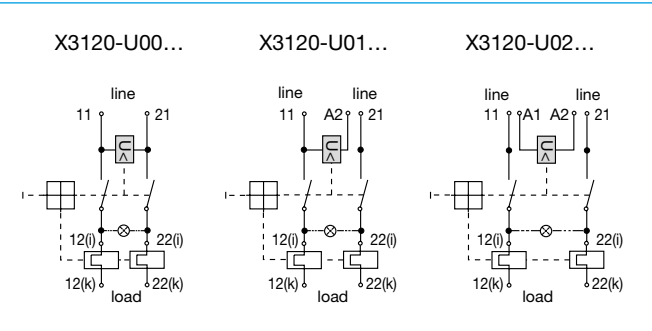 X3120-U00... X3120-U01... X3120-U02...
line line line line line
11 21 11 A2 21 11 A1 A2 21
U< U< U<
12(i) 22(i) 12(i) 22(i) 12(i) 22(i)
12(k) 22(k) 12(k) 22(k) 12(k) 22(k)
load load load